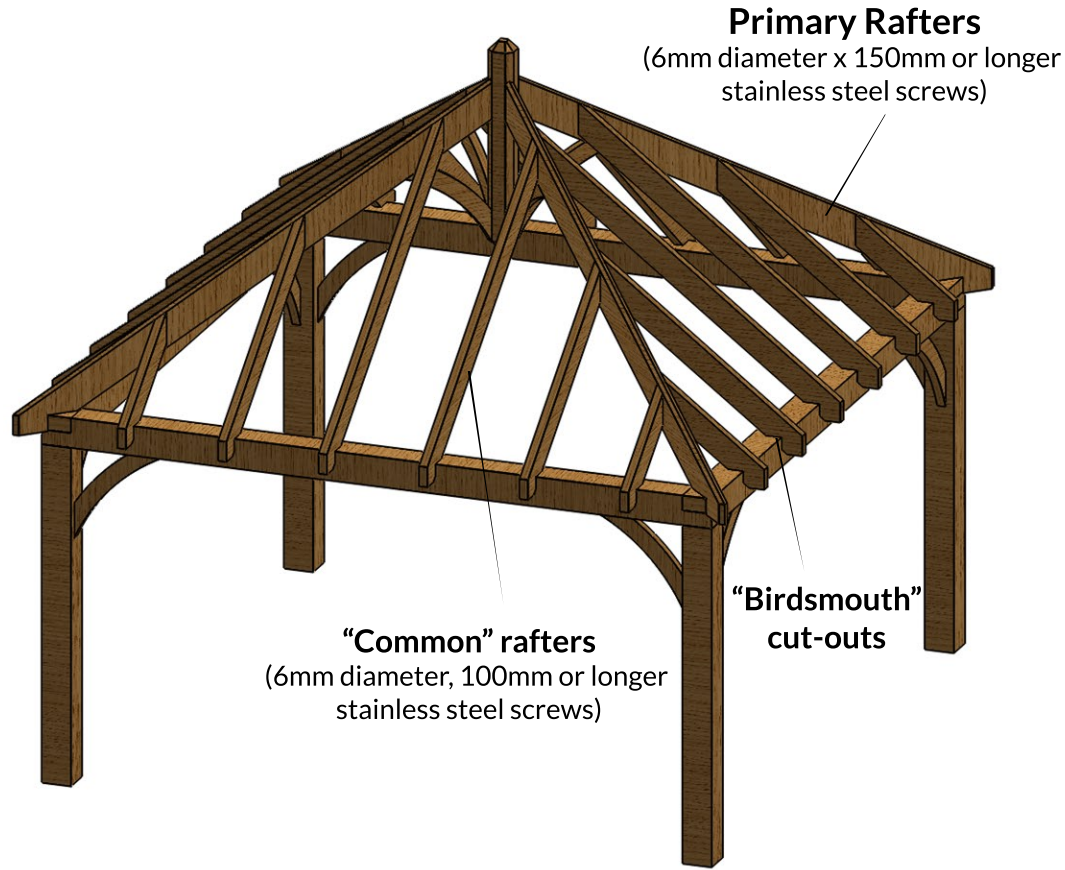 Primary Rafters
(6mm diameter x 150mm or longer
stainless steel screws)
“Birdsmouth”
cut-outs
“Common” rafters
(6mm diameter, 100mm or longer
stainless steel screws)